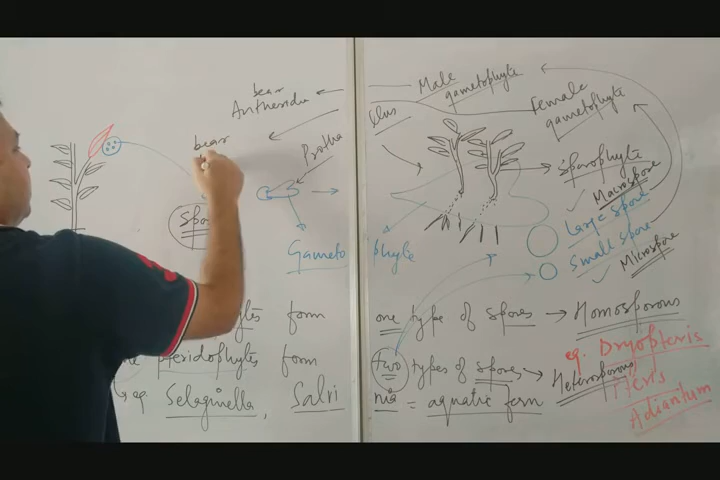 bear
Antheridia
Male
gametophyte
Female
gametophyte
bear
Protha
Sporophyte
Macrospore
Large spore
Small spore
Microspore
Spo
Gameto phyte
form one type of spores → Homosporous
eg. Dryopteris
Pteris
Adiantum
pteridophytes form two types of spores → Heterosporous
eg. Selaginella, Salvi nia = aquatic fern